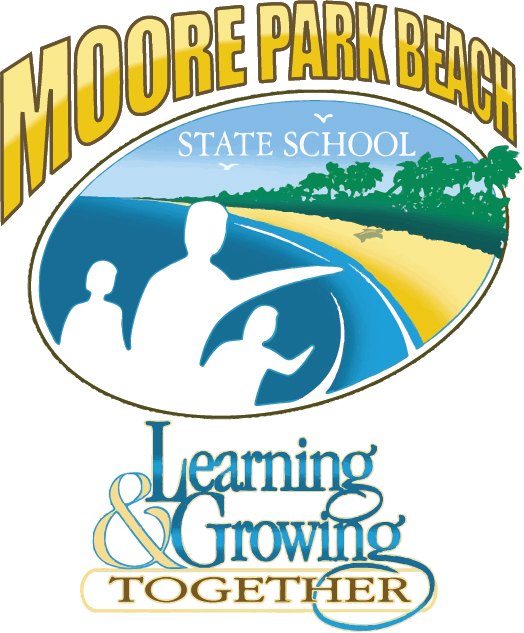 MOORE PARK BEACH
STATE SCHOOL
Learning
& Growing
TOGETHER